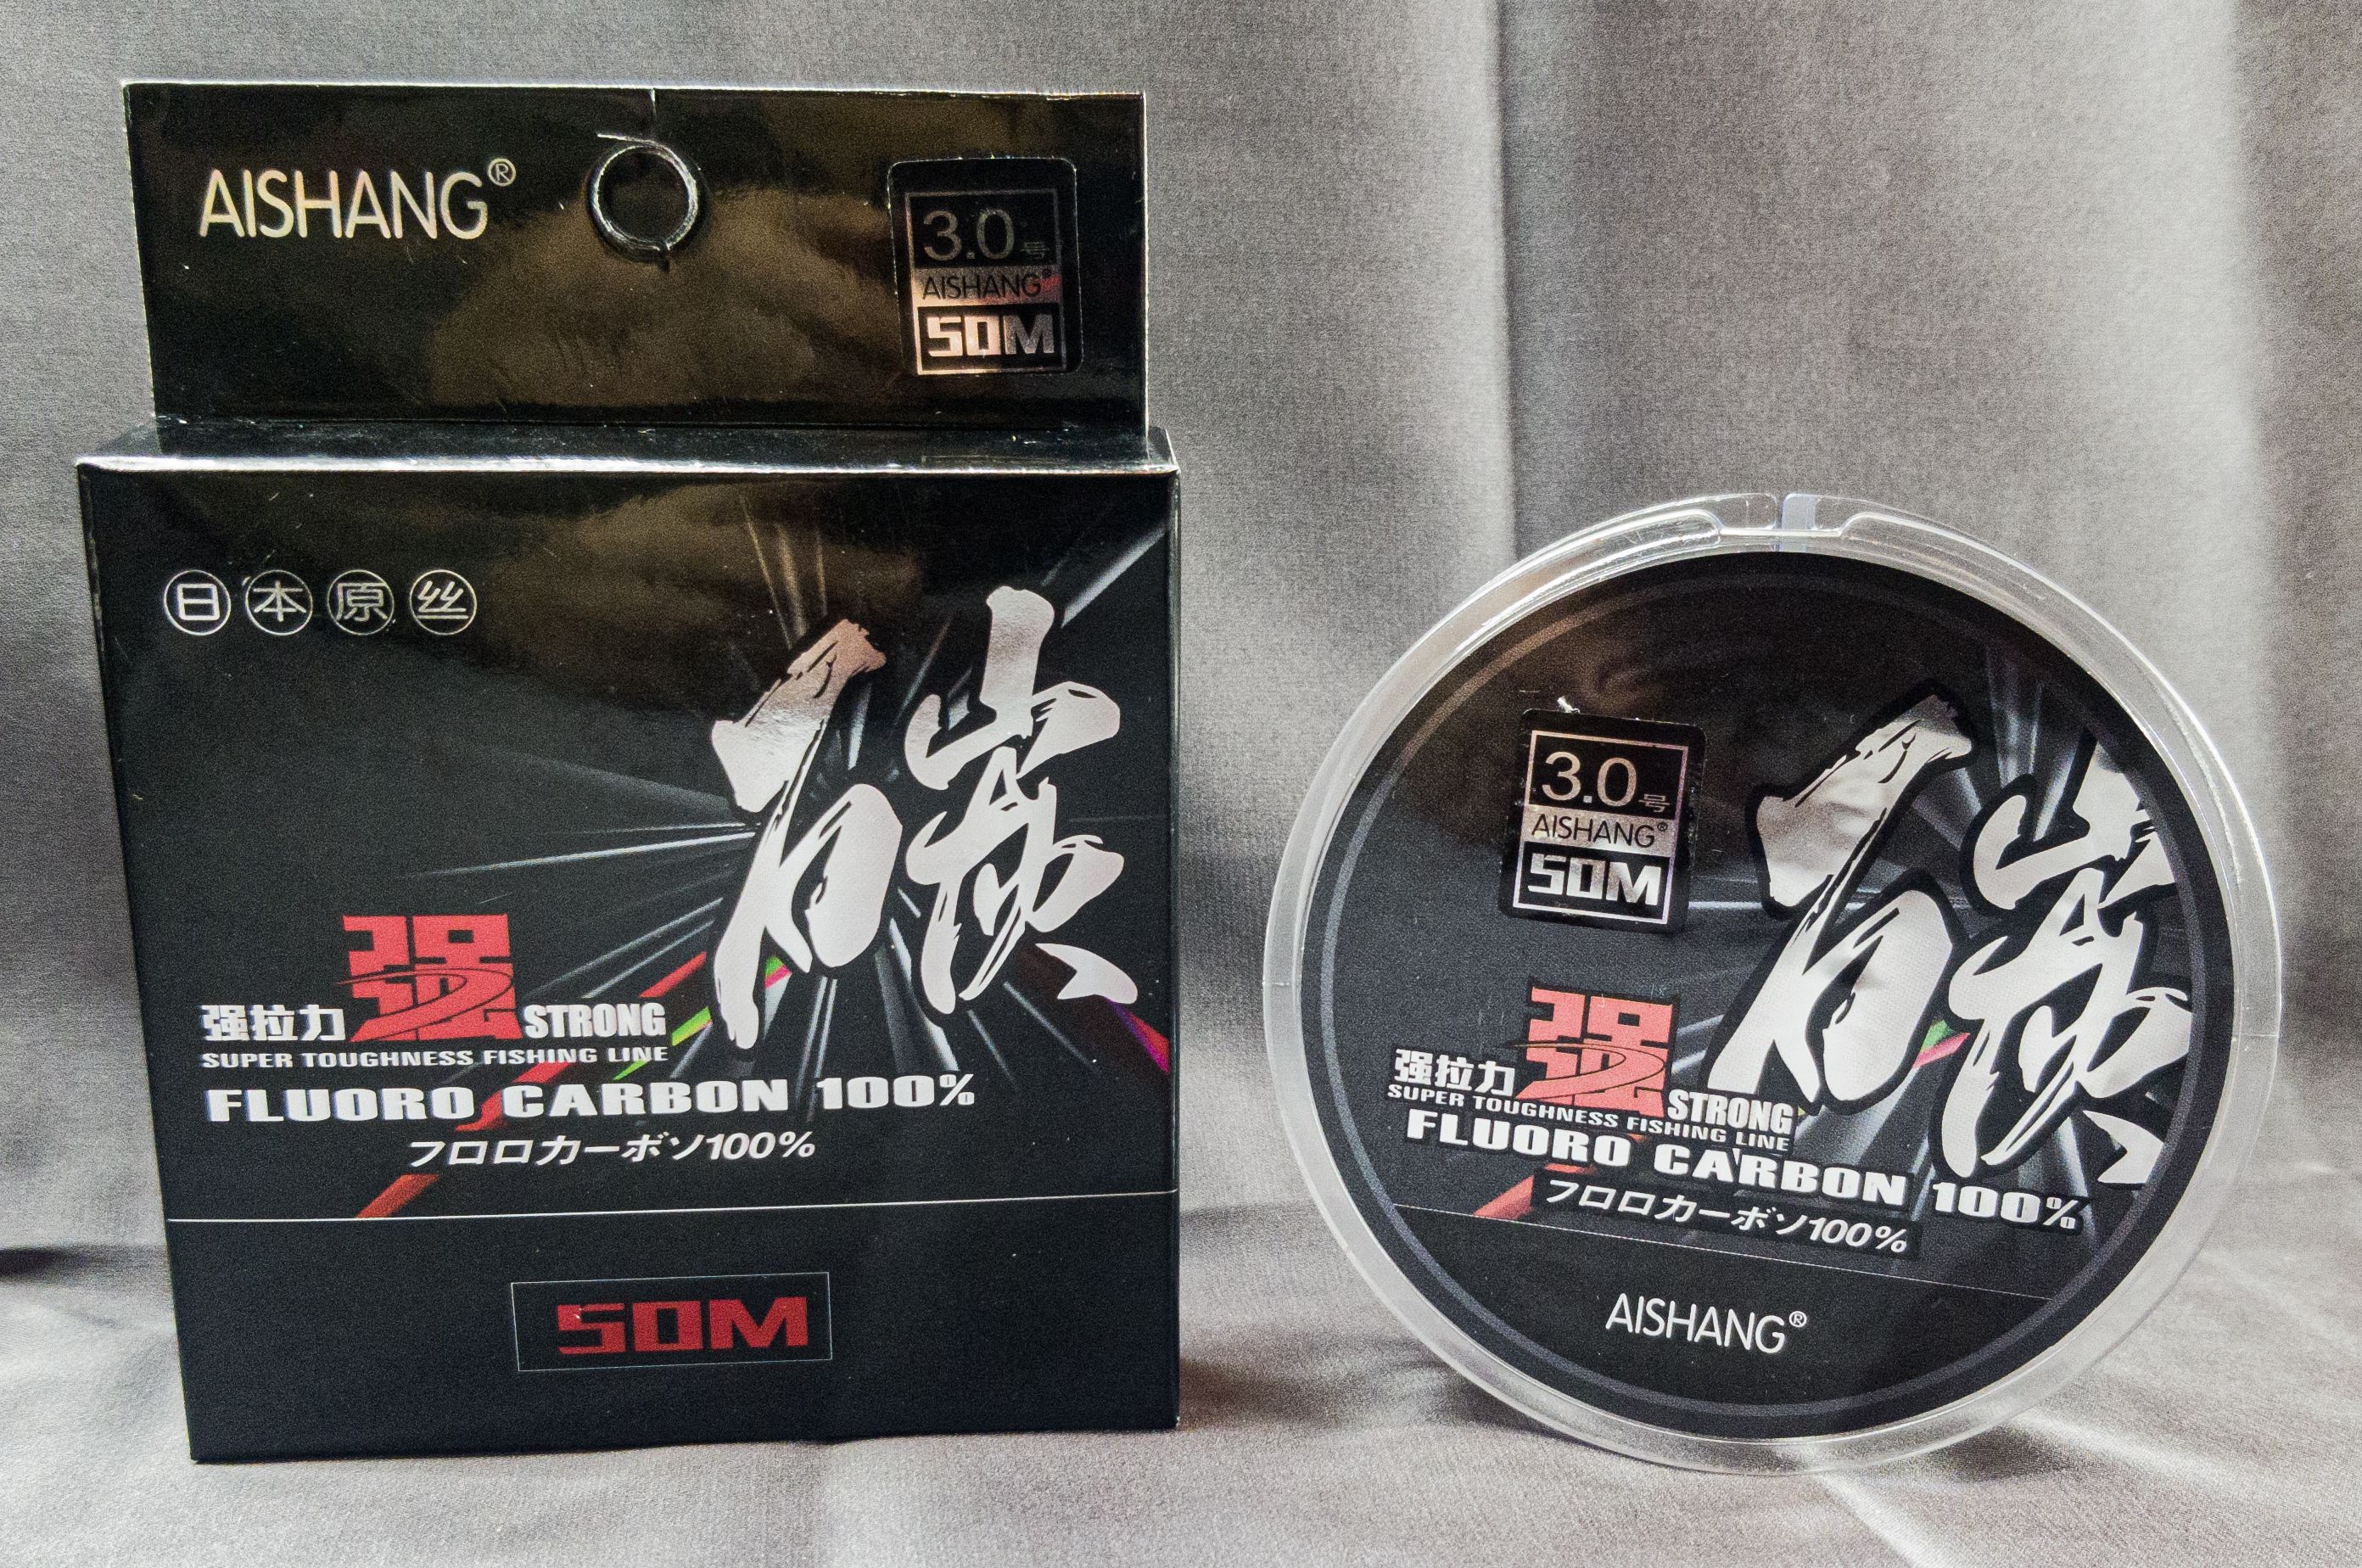 AISHANG®
3.0号
AISHANG®
50M
日本原丝
碳
强
强拉力 STRONG
SUPER TOUGHNESS FISHING LINE
FLUORO CARBON 100%
フロロカーボソ100%
50M
3.0号
AISHANG®
50M
碳
强
强拉力 STRONG
SUPER TOUGHNESS FISHING LINE
FLUORO CARBON 100%
フロロカーボソ100%
AISHANG®